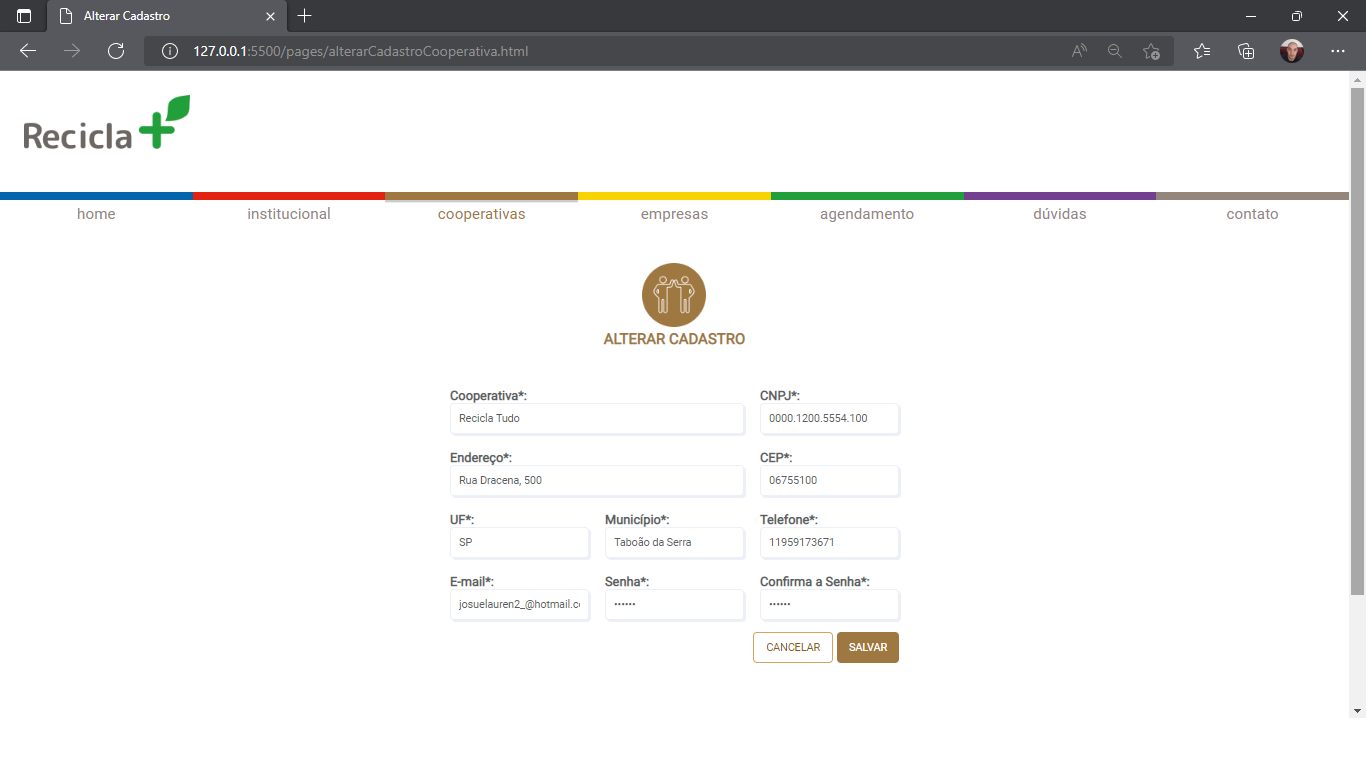 Alterar Cadastro
127.0.0.1:5500/pages/alterarCadastroCooperativa.html
Recicla
home institucional cooperativas empresas agendamento dúvidas contato
ALTERAR CADASTRO
Cooperativa*: CNPJ*:
Recicla Tudo 0000.1200.5554.100
Endereço*: CEP*:
Rua Dracena, 500 06755100
UF*: Município*: Telefone*:
SP Taboão da Serra 11959173671
E-mail*: Senha*: Confirma a Senha*:
josuelauren2_@hotmail.c ······ ······
CANCELAR SALVAR